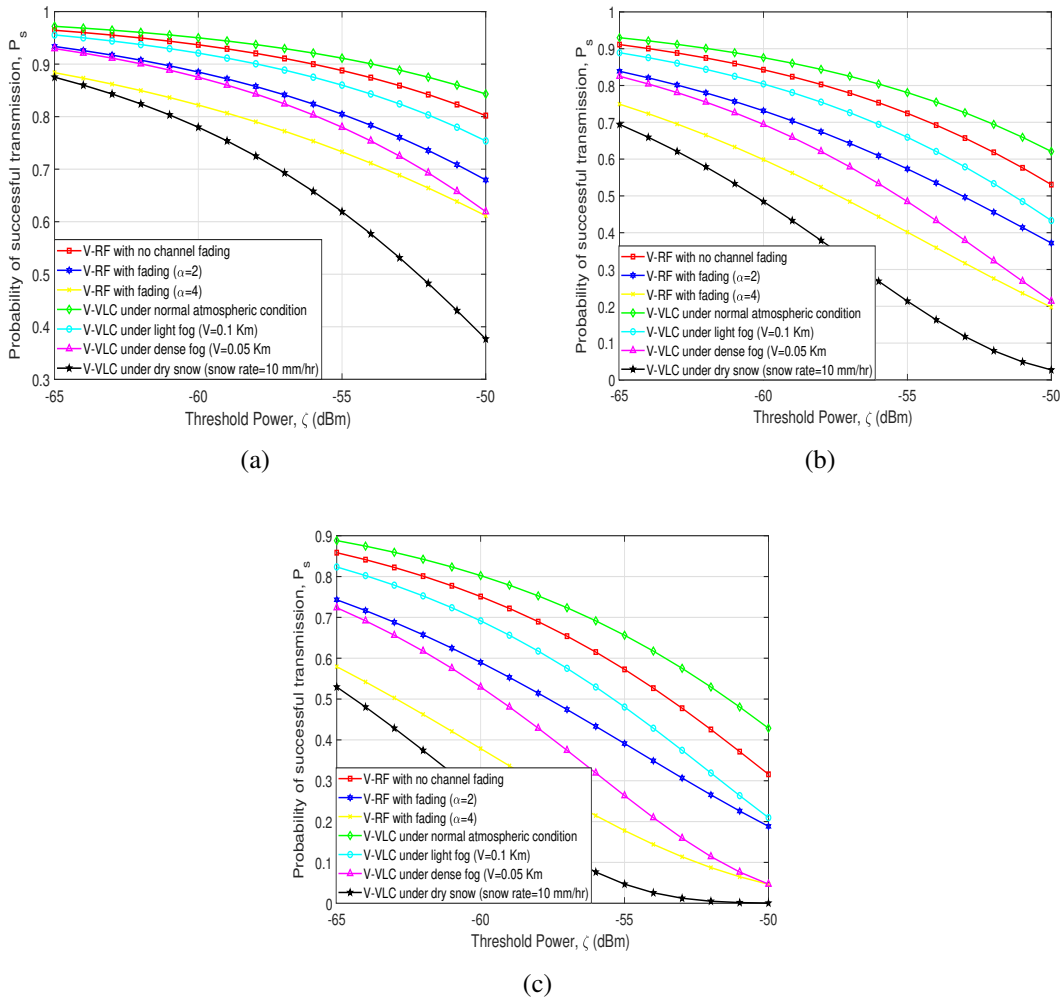 1
0.9
0.8
0.7
0.6
0.5
0.4
0.3
Probability of successful transmission, P_s
V-RF with no channel fading
V-RF with fading (α=2)
V-RF with fading (α=4)
V-VLC under normal atmospheric condition
V-VLC under light fog (V=0.1 Km)
V-VLC under dense fog (V=0.05 Km
V-VLC under dry snow (snow rate=10 mm/hr)
-65 -60 -55 -50
Threshold Power, ζ (dBm)
(a)
1
0.9
0.8
0.7
0.6
0.5
0.4
0.3
0.2
0.1
0
Probability of successful transmission, P_s
V-RF with no channel fading
V-RF with fading (α=2)
V-RF with fading (α=4)
V-VLC under normal atmospheric condition
V-VLC under light fog (V=0.1 Km)
V-VLC under dense fog (V=0.05 Km
V-VLC under dry snow (snow rate=10 mm/hr)
-65 -60 -55 -50
Threshold Power, ζ (dBm)
(b)
0.9
0.8
0.7
0.6
0.5
0.4
0.3
0.2
0.1
0
Probability of successful transmission, P_s
V-RF with no channel fading
V-RF with fading (α=2)
V-RF with fading (α=4)
V-VLC under normal atmospheric condition
V-VLC under light fog (V=0.1 Km)
V-VLC under dense fog (V=0.05 Km
V-VLC under dry snow (snow rate=10 mm/hr)
-65 -60 -55 -50
Threshold Power, ζ (dBm)
(c)